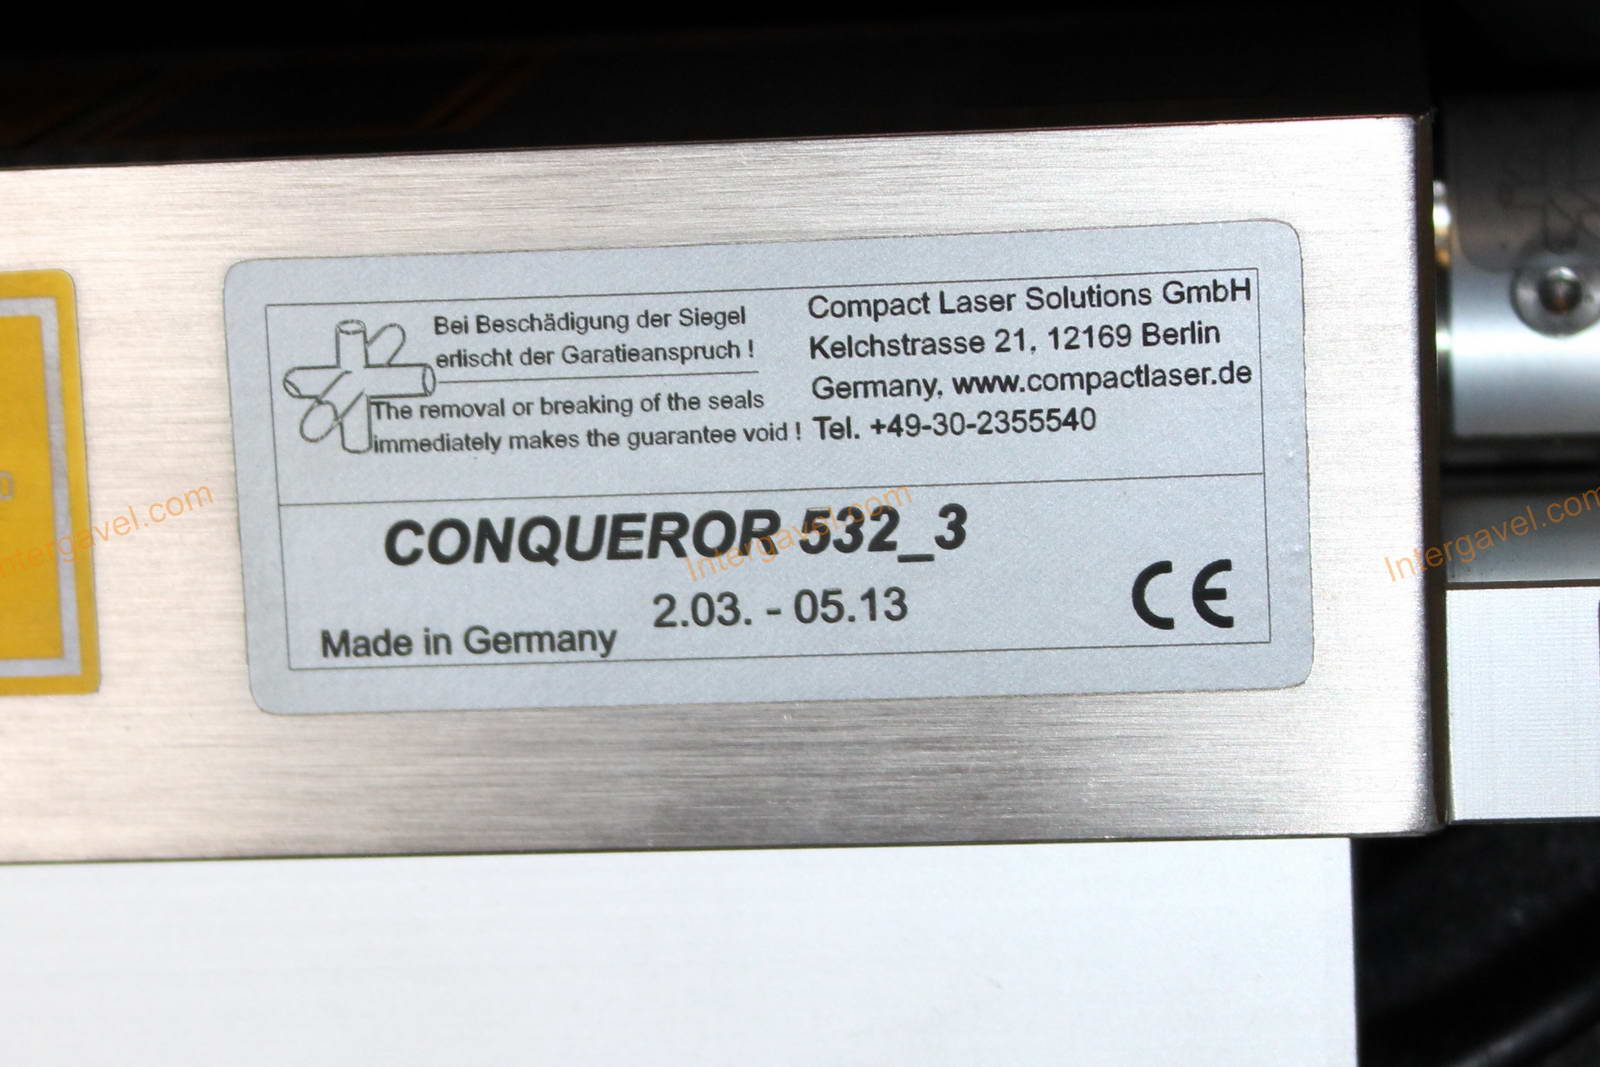 Bei Beschädigung der Siegel
erlischt der Garatieanspruch !
The removal or breaking of the seals
immediately makes the guarantee void !
Compact Laser Solutions GmbH
Kelchstrasse 21, 12169 Berlin
Germany, www.compactlaser.de
Tel. +49-30-2355540
CONQUEROR 532_3
2.03. - 05.13
Made in Germany
CE
Intergavel.com
Intergavel.com
Intergavel.com